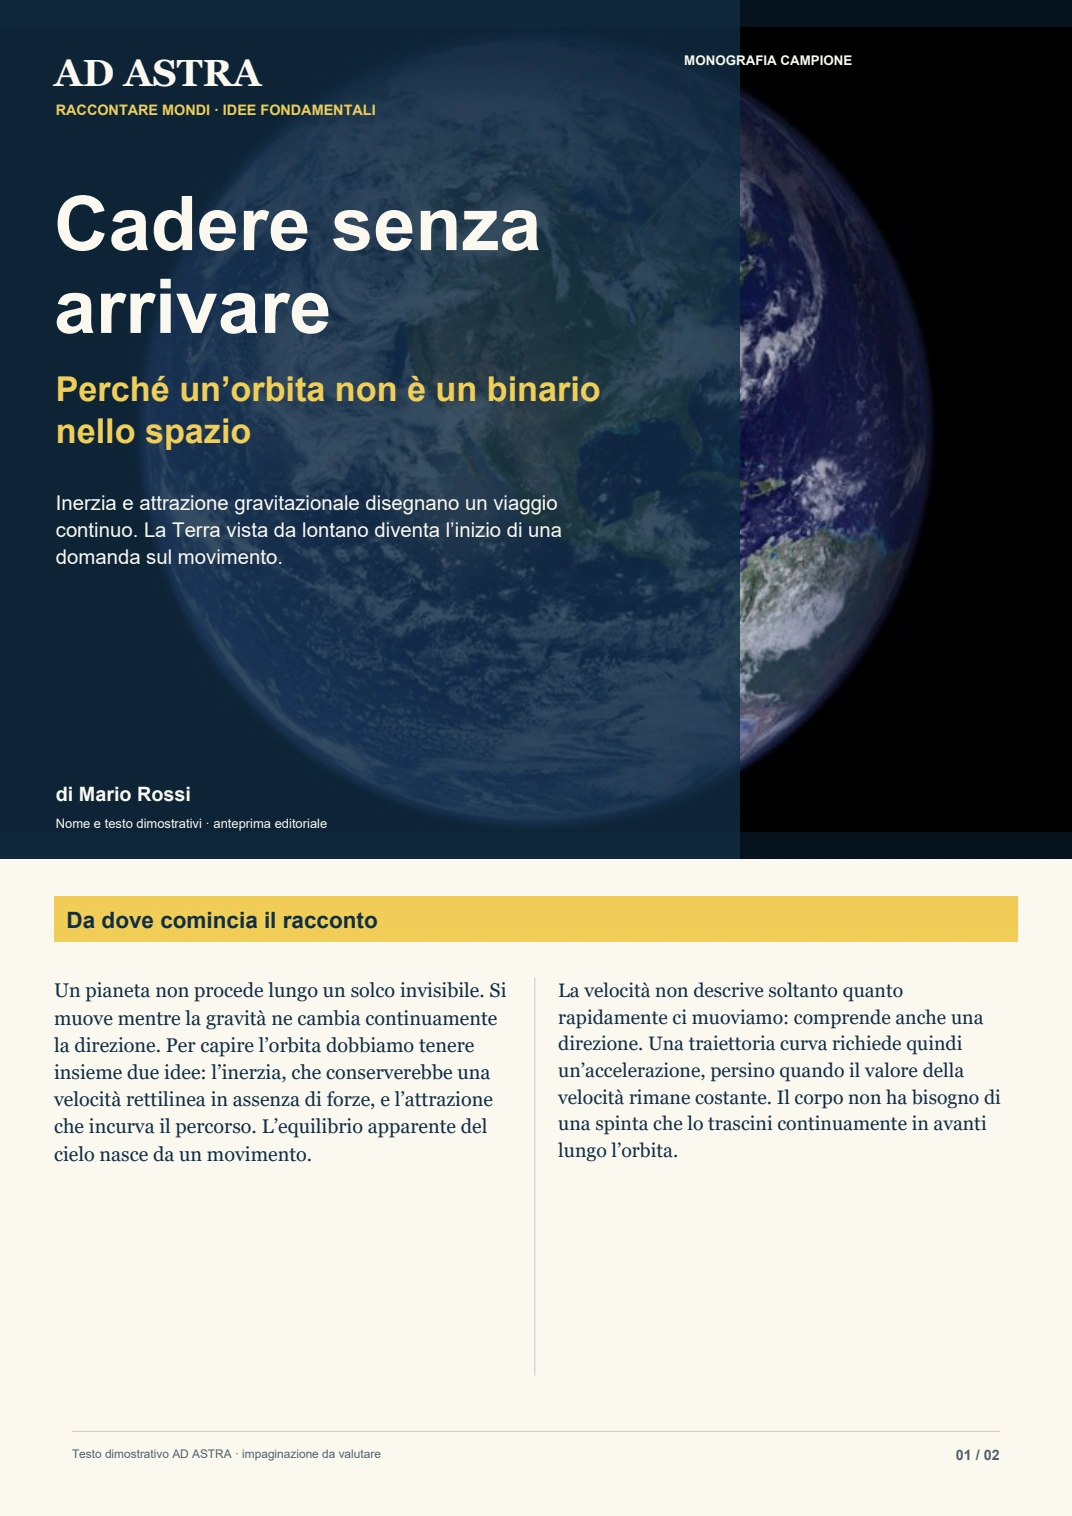 AD ASTRA
MONOGRAFIA CAMPIONE
RACCONTARE MONDI · IDEE FONDAMENTALI
Cadere senza
arrivare
Perché un’orbita non è un binario
nello spazio
Inerzia e attrazione gravitazionale disegnano un viaggio
continuo. La Terra vista da lontano diventa l’inizio di una
domanda sul movimento.
di Mario Rossi
Nome e testo dimostrativi · anteprima editoriale
Da dove comincia il racconto
Un pianeta non procede lungo un solco invisibile. Si
muove mentre la gravità ne cambia continuamente
la direzione. Per capire l’orbita dobbiamo tenere
insieme due idee: l’inerzia, che conserverebbe una
velocità rettilinea in assenza di forze, e l’attrazione
che incurva il percorso. L’equilibrio apparente del
cielo nasce da un movimento.
La velocità non descrive soltanto quanto
rapidamente ci muoviamo: comprende anche una
direzione. Una traiettoria curva richiede quindi
un’accelerazione, persino quando il valore della
velocità rimane costante. Il corpo non ha bisogno di
una spinta che lo trascini continuamente in avanti
lungo l’orbita.
Testo dimostrativo AD ASTRA · impaginazione da valutare
01 / 02